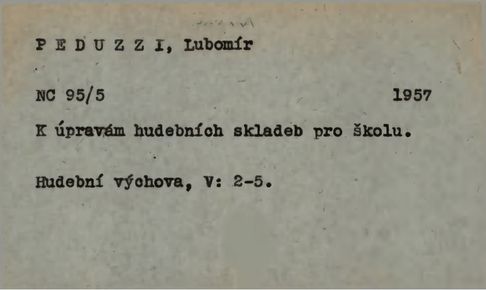 P E D U Z Z I, Lubomír
NC 95/5 1957
K úpravám hudebních skladeb pro školu.
Hudební výchova, V: 2-5.